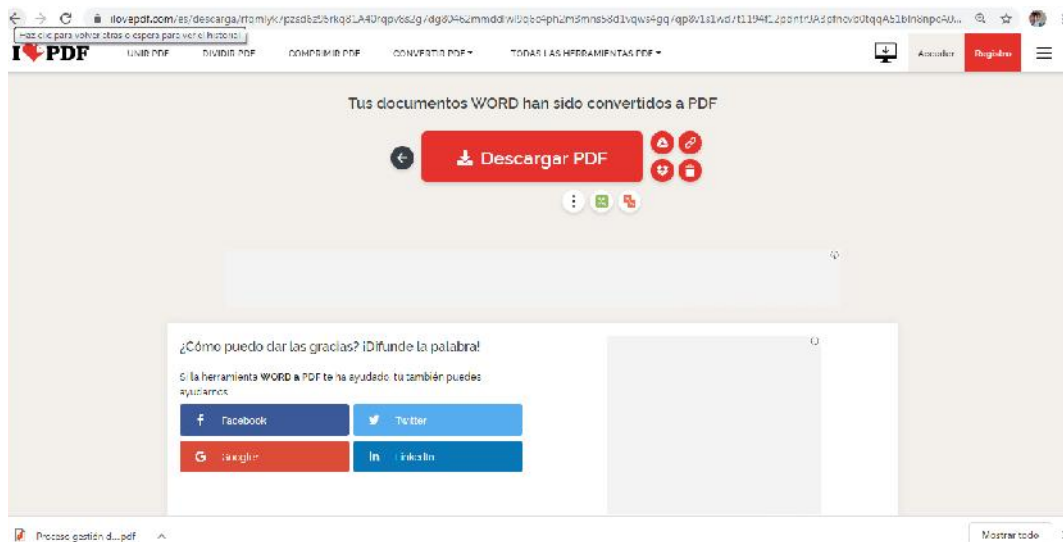 ilovepdf.com/es/descarga/
Haz clic para volver atrás o espera para ver el historial
I PDF UNIR PDF DIVIDIR PDF COMPRIMIR PDF CONVERTIR PDF TODAS LAS HERRAMIENTAS PDF Acceder Registro
Tus documentos WORD han sido convertidos a PDF
Descargar PDF
¿Cómo puedo dar las gracias? ¡Difunde la palabra!
Si la herramienta WORD a PDF te ha ayudado, tu también puedes
ayudarnos
Facebook Twitter
Google+ LinkedIn
Proceso gestión d....pdf Mostrar todo